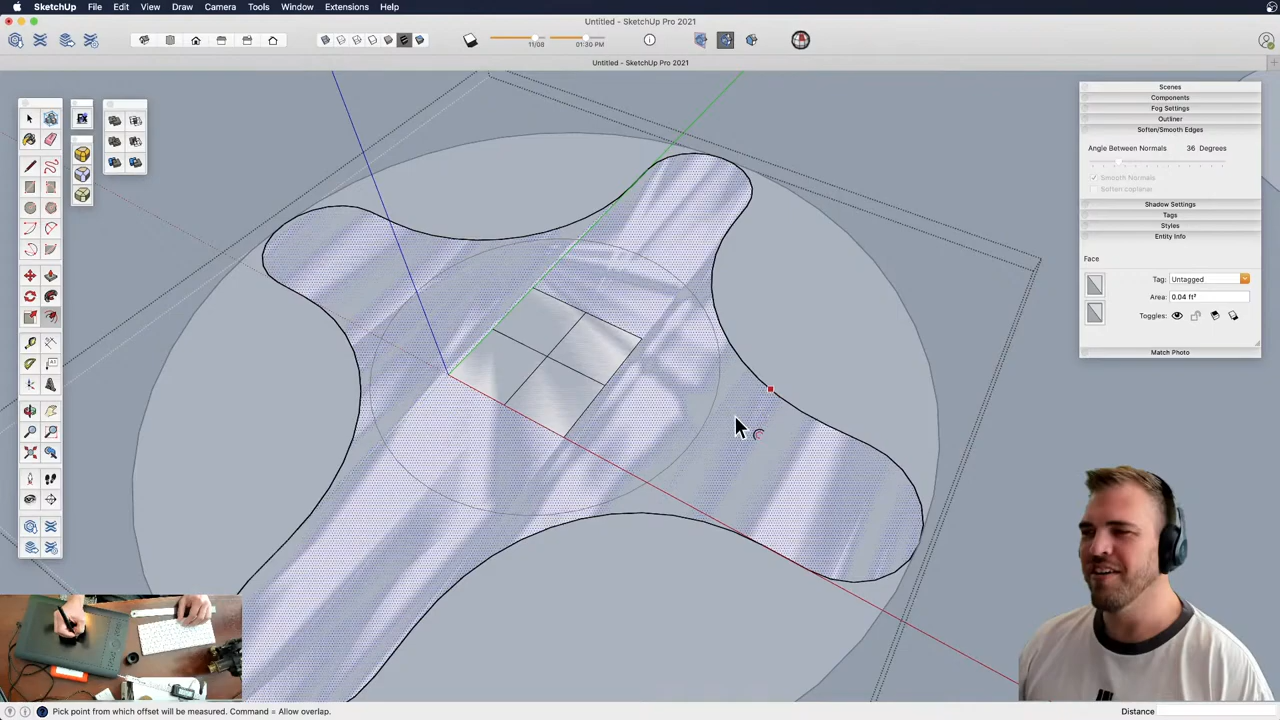 SketchUp File Edit View Draw Camera Tools Window Extensions Help
Untitled - SketchUp Pro 2021
11/08 01:30 PM
Untitled - SketchUp Pro 2021
Scenes
Components
Fog Settings
Outliner
Soften/Smooth Edges
Angle Between Normals 36 Degrees
Smooth Normals
Soften coplanar
Shadow Settings
Tags
Styles
Entity Info
Face
Tag: Untagged
Area: 0.04 ft²
Toggles:
Match Photo
Pick point from which offset will be measured. Command = Allow overlap. Distance